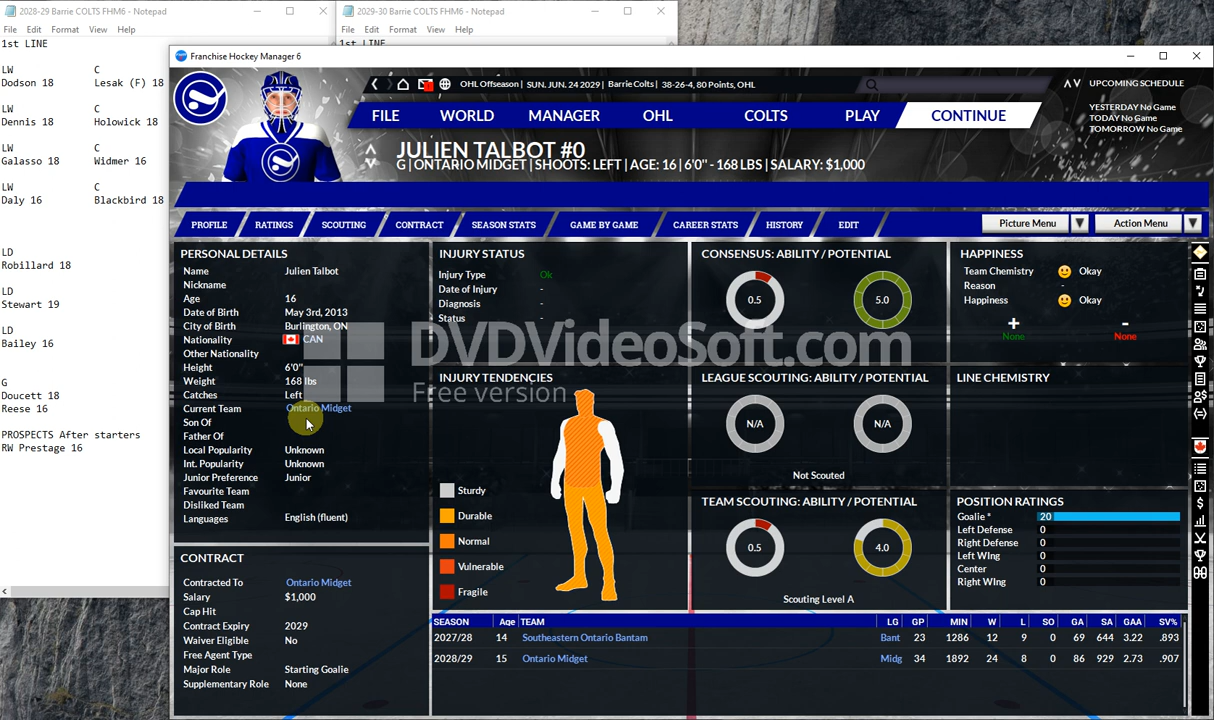 2028-29 Barrie COLTS FHM6 - Notepad
File Edit Format View Help
1st LINE
LW C
Dodson 18 Lesak (F) 18
LW C
Dennis 18 Holowick 18
LW C
Galasso 18 Widmer 16
LW C
Daly 16 Blackbird 18
LD
Robillard 18
LD
Stewart 19
LD
Bailey 16
G
Doucett 18
Reese 16
PROSPECTS After starters
RW Prestage 16
2029-30 Barrie COLTS FHM6 - Notepad
File Edit Format View Help
1st LINE
Franchise Hockey Manager 6
OHL Offseason | SUN. JUN. 24 2029 | Barrie Colts | 38-26-4, 80 Points, OHL
UPCOMING SCHEDULE
YESTERDAY No Game
TODAY No Game
TOMORROW No Game
FILE WORLD MANAGER OHL COLTS PLAY CONTINUE
JULIEN TALBOT #0
G | ONTARIO MIDGET | SHOOTS: LEFT | AGE: 16 | 6'0" - 168 LBS | SALARY: $1,000
PROFILE RATINGS SCOUTING CONTRACT SEASON STATS GAME BY GAME CAREER STATS HISTORY EDIT Picture Menu Action Menu
PERSONAL DETAILS
Name Julien Talbot
Nickname
Age 16
Date of Birth May 3rd, 2013
City of Birth Burlington, ON
Nationality CAN
Other Nationality
Height 6'0"
Weight 168 lbs
Catches Left
Current Team Ontario Midget
Son Of
Father Of
Local Popularity Unknown
Int. Popularity Unknown
Junior Preference Junior
Favourite Team
Disliked Team
Languages English (fluent)
CONTRACT
Contracted To Ontario Midget
Salary $1,000
Cap Hit
Contract Expiry 2029
Waiver Eligible No
Free Agent Type
Major Role Starting Goalie
Supplementary Role None
INJURY STATUS
Injury Type Ok
Date of Injury -
Diagnosis -
Status -
INJURY TENDENCIES
Sturdy
Durable
Normal
Vulnerable
Fragile
CONSENSUS: ABILITY / POTENTIAL
0.5 5.0
LEAGUE SCOUTING: ABILITY / POTENTIAL
N/A N/A
Not Scouted
TEAM SCOUTING: ABILITY / POTENTIAL
0.5 4.0
Scouting Level A
HAPPINESS
Team Chemistry Okay
Reason -
Happiness Okay
+ -
None None
LINE CHEMISTRY
POSITION RATINGS
Goalie * 20
Left Defense 0
Right Defense 0
Left Wing 0
Center 0
Right Wing 0
SEASON Age TEAM LG GP MIN W L SO GA SA GAA SV%
2027/28 14 Southeastern Ontario Bantam Bant 23 1286 12 9 0 69 644 3.22 .893
2028/29 15 Ontario Midget Midg 34 1892 24 8 0 86 929 2.73 .907
DVDVideoSoft.com
Free version